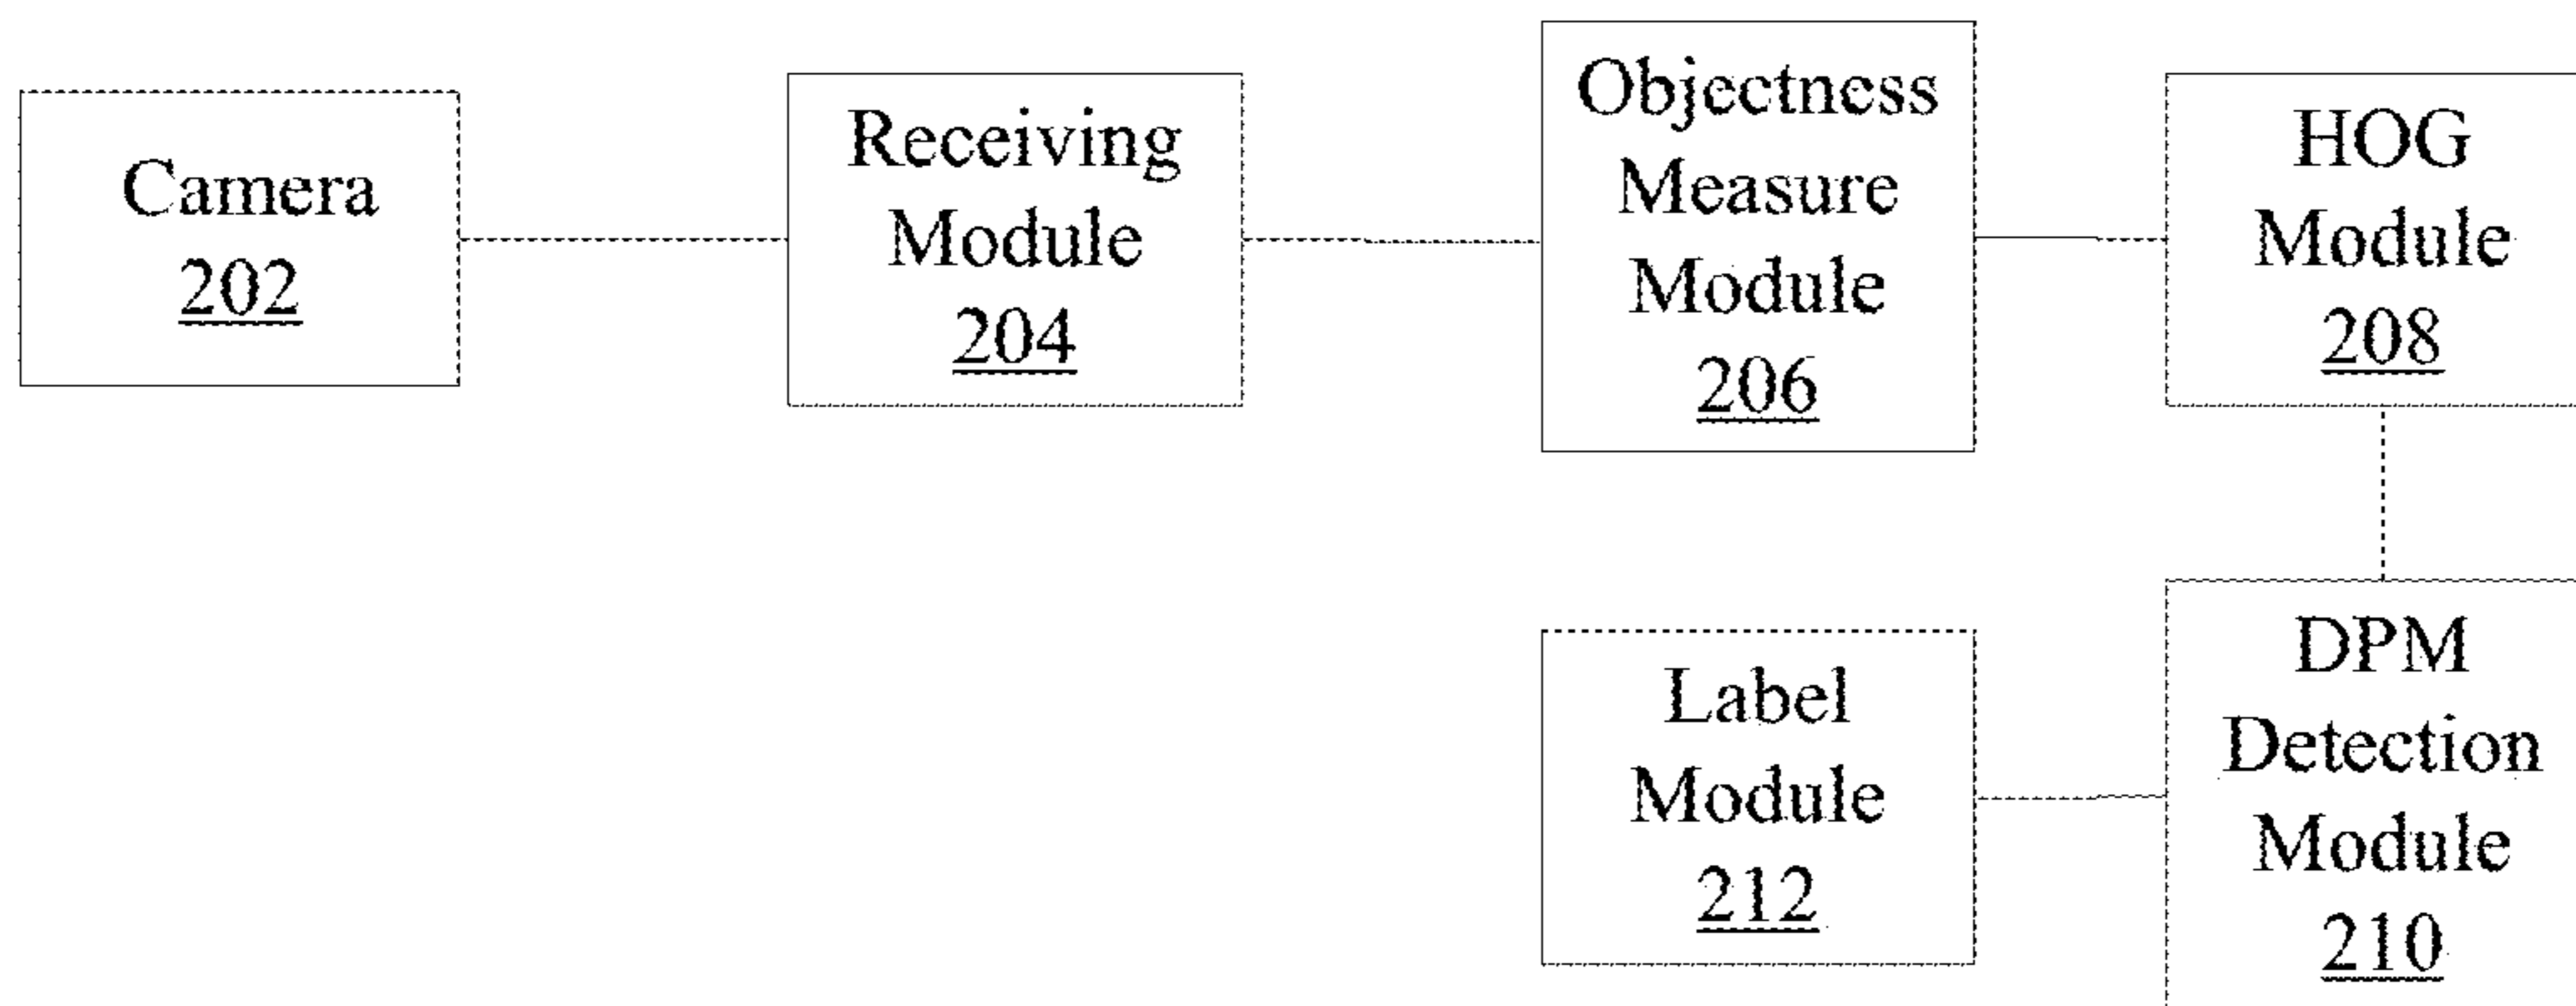 Camera
202
Receiving
Module
204
Objectness
Measure
Module
206
HOG
Module
208
Label
Module
212
DPM
Detection
Module
210